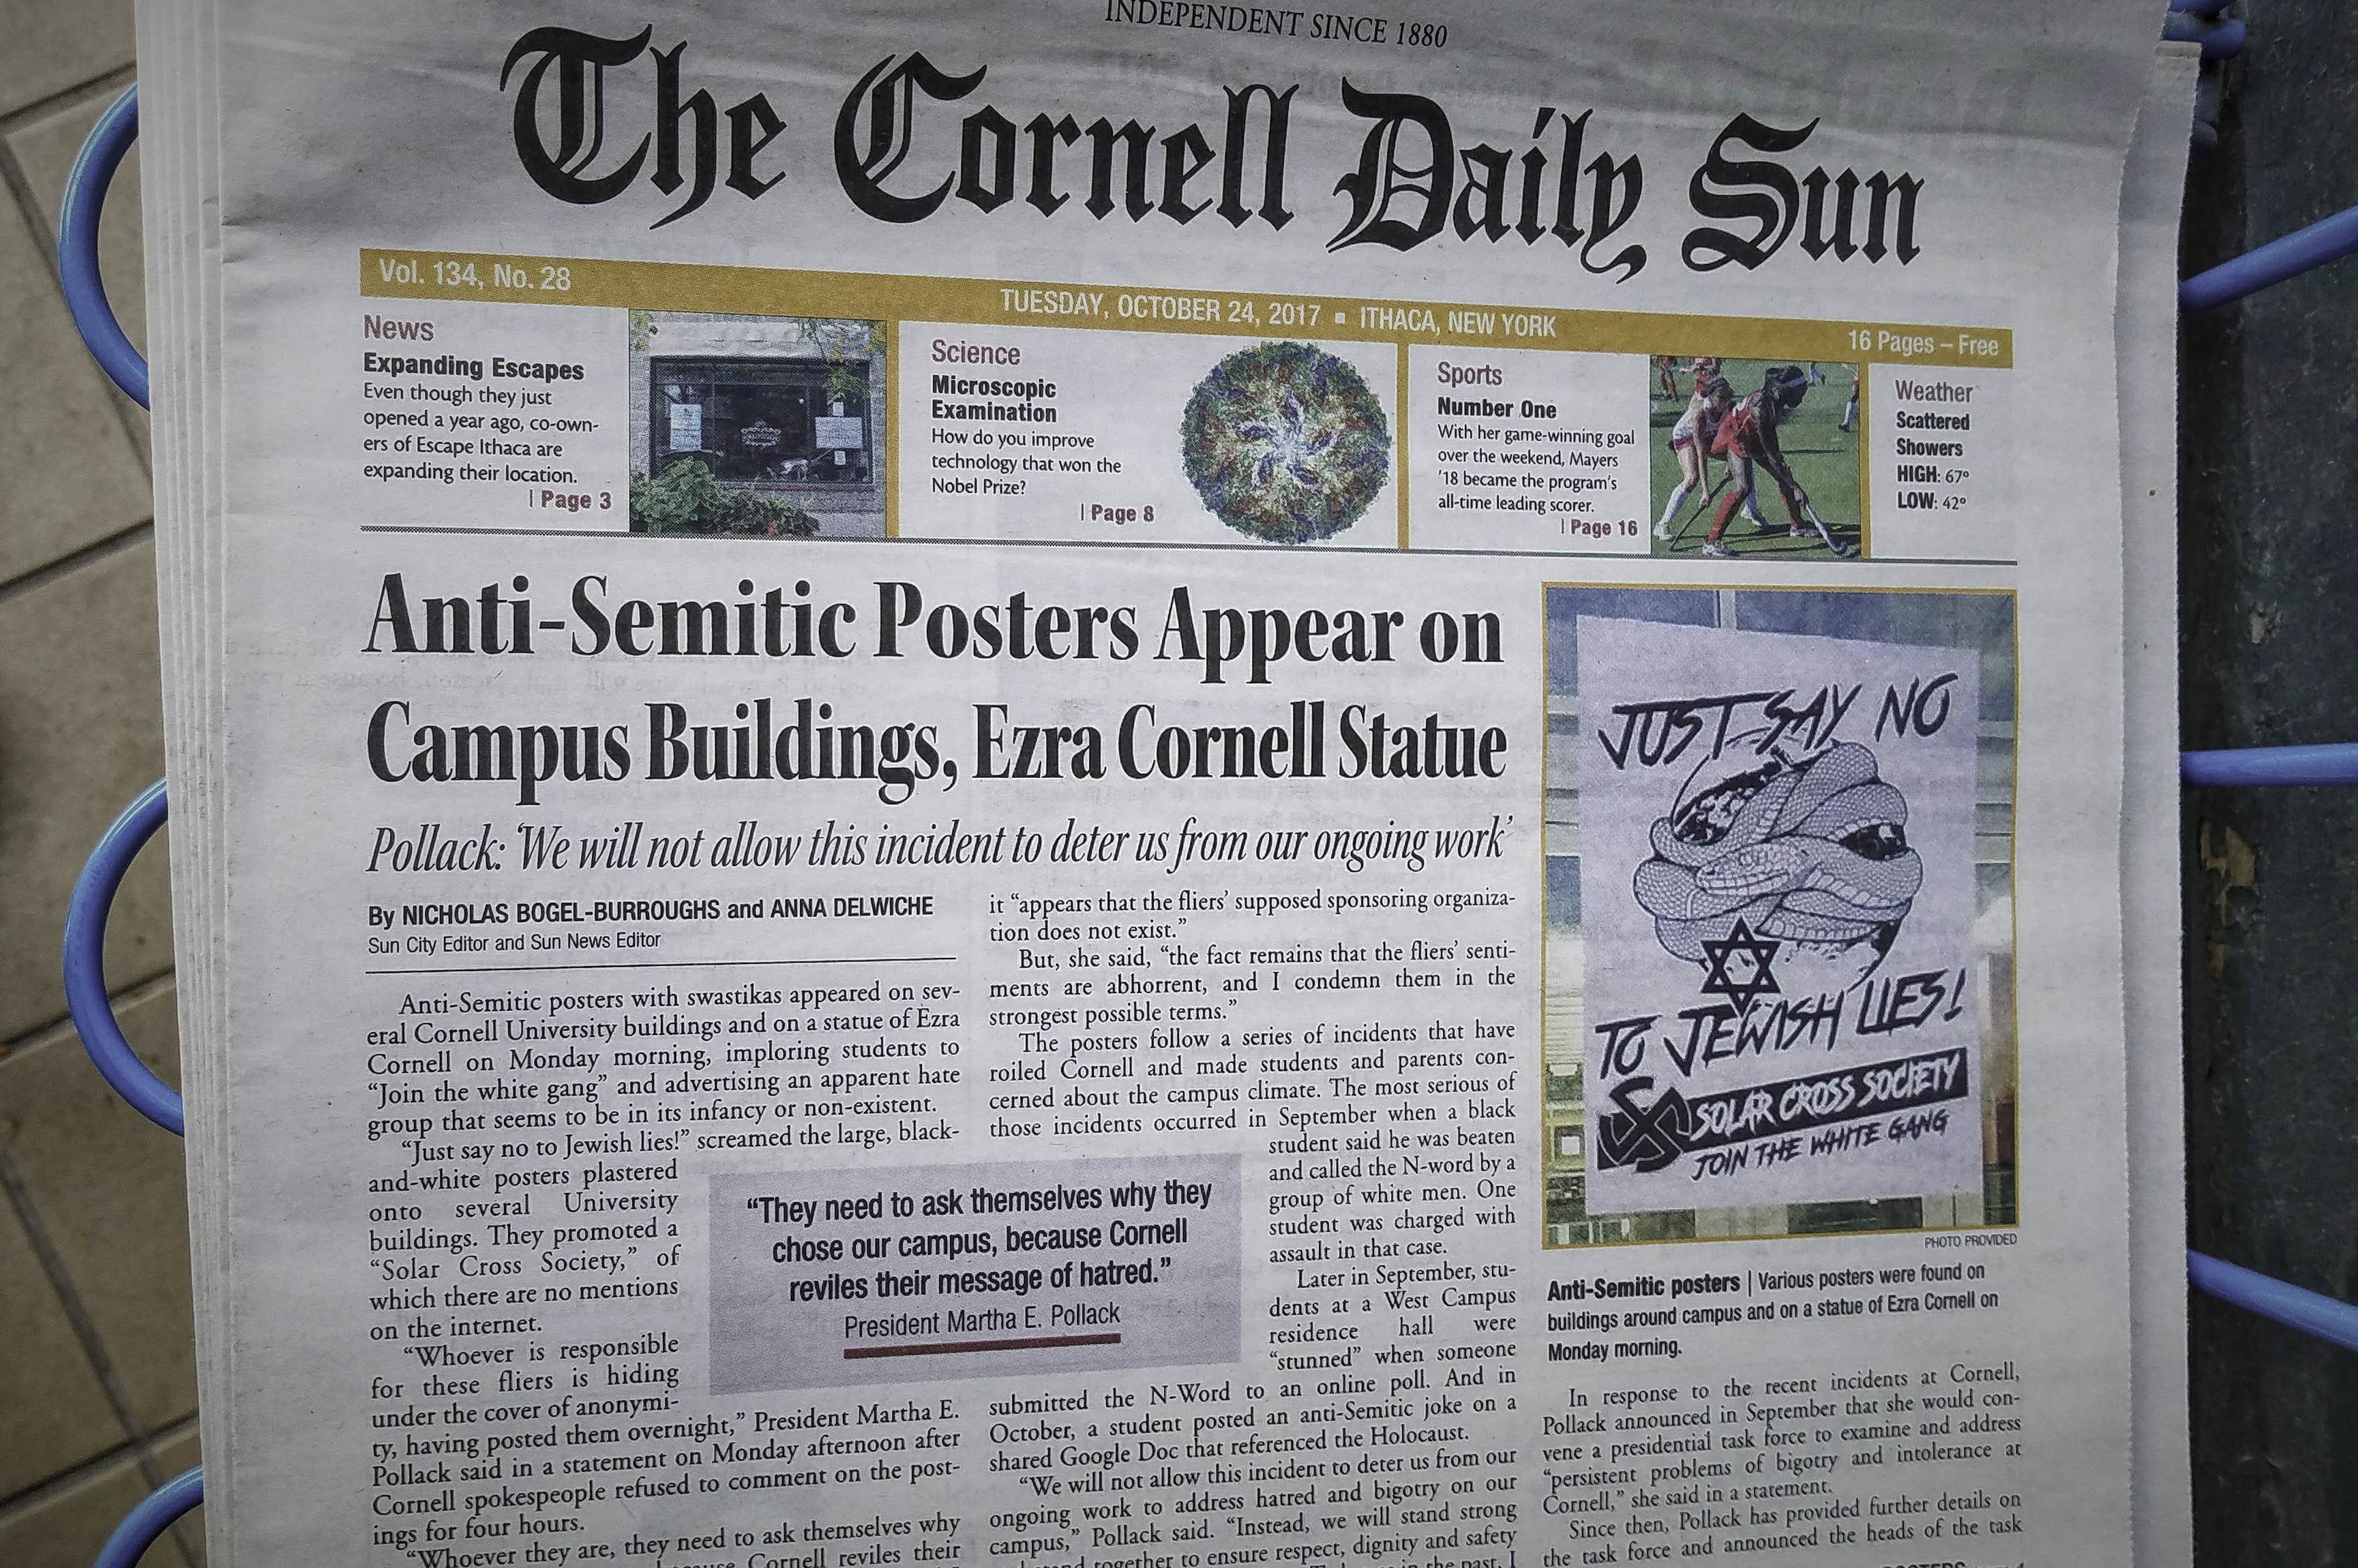 INDEPENDENT SINCE 1880
The Cornell Daily Sun
Vol. 134, No. 28
TUESDAY, OCTOBER 24, 2017 ▪ ITHACA, NEW YORK
16 Pages – Free
News
Expanding Escapes
Even though they just
opened a year ago, co-own-
ers of Escape Ithaca are
expanding their location.
| Page 3
Science
Microscopic
Examination
How do you improve
technology that won the
Nobel Prize?
| Page 8
Sports
Number One
With her game-winning goal
over the weekend, Mayers
'18 became the program's
all-time leading scorer.
| Page 16
Weather
Scattered
Showers
HIGH: 67º
LOW: 42º
Anti-Semitic Posters Appear on
Campus Buildings, Ezra Cornell Statue
Pollack: 'We will not allow this incident to deter us from our ongoing work'
By NICHOLAS BOGEL-BURROUGHS and ANNA DELWICHE
Sun City Editor and Sun News Editor
Anti-Semitic posters with swastikas appeared on sev-
eral Cornell University buildings and on a statue of Ezra
Cornell on Monday morning, imploring students to
“Join the white gang” and advertising an apparent hate
group that seems to be in its infancy or non-existent.
“Just say no to Jewish lies!” screamed the large, black-
and-white posters plastered
onto several University
buildings. They promoted a
“Solar Cross Society,” of
which there are no mentions
on the internet.
“Whoever is responsible
for these fliers is hiding
under the cover of anonymi-
ty, having posted them overnight,” President Martha E.
Pollack said in a statement on Monday afternoon after
Cornell spokespeople refused to comment on the post-
ings for four hours.
“Whoever they are, they need to ask themselves why
Cornell reviles their
“They need to ask themselves why they
chose our campus, because Cornell
reviles their message of hatred.”
President Martha E. Pollack
it “appears that the fliers’ supposed sponsoring organiza-
tion does not exist.”
But, she said, “the fact remains that the fliers’ senti-
ments are abhorrent, and I condemn them in the
strongest possible terms.”
The posters follow a series of incidents that have
roiled Cornell and made students and parents con-
cerned about the campus climate. The most serious of
those incidents occurred in September when a black
student said he was beaten
and called the N-word by a
group of white men. One
student was charged with
assault in that case.
Later in September, stu-
dents at a West Campus
residence hall were
“stunned” when someone
submitted the N-Word to an online poll. And in
October, a student posted an anti-Semitic joke on a
shared Google Doc that referenced the Holocaust.
“We will not allow this incident to deter us from our
ongoing work to address hatred and bigotry on our
campus,” Pollack said. “Instead, we will stand strong
together to ensure respect, dignity and safety
in the past, I
JUST SAY NO
TO JEWISH LIES!
SOLAR CROSS SOCIETY
JOIN THE WHITE GANG
PHOTO PROVIDED
Anti-Semitic posters | Various posters were found on
buildings around campus and on a statue of Ezra Cornell on
Monday morning.
In response to the recent incidents at Cornell,
Pollack announced in September that she would con-
vene a presidential task force to examine and address
“persistent problems of bigotry and intolerance at
Cornell,” she said in a statement.
Since then, Pollack has provided further details on
the task force and announced the heads of the task